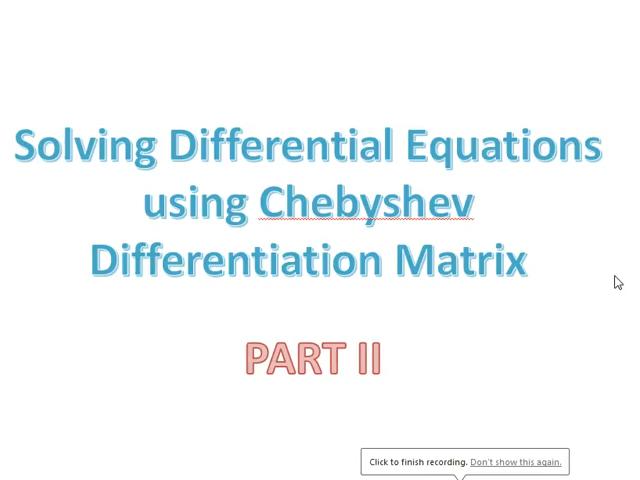 Solving Differential Equations
using Chebyshev
Differentiation Matrix
PART II
Click to finish recording. Don't show this again.